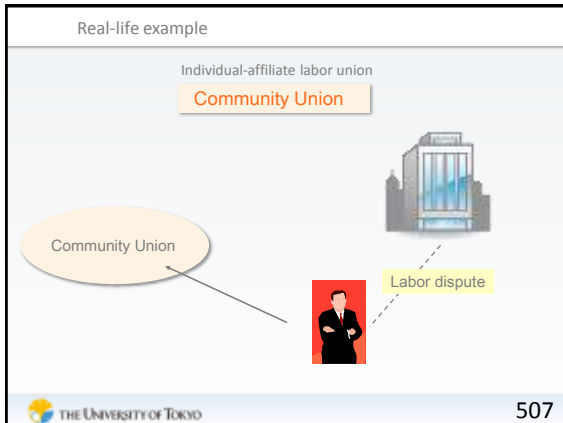 Real-life example
Individual-affiliate labor union
Community Union
Community Union
Labor dispute
THE UNIVERSITY OF TOKYO
507